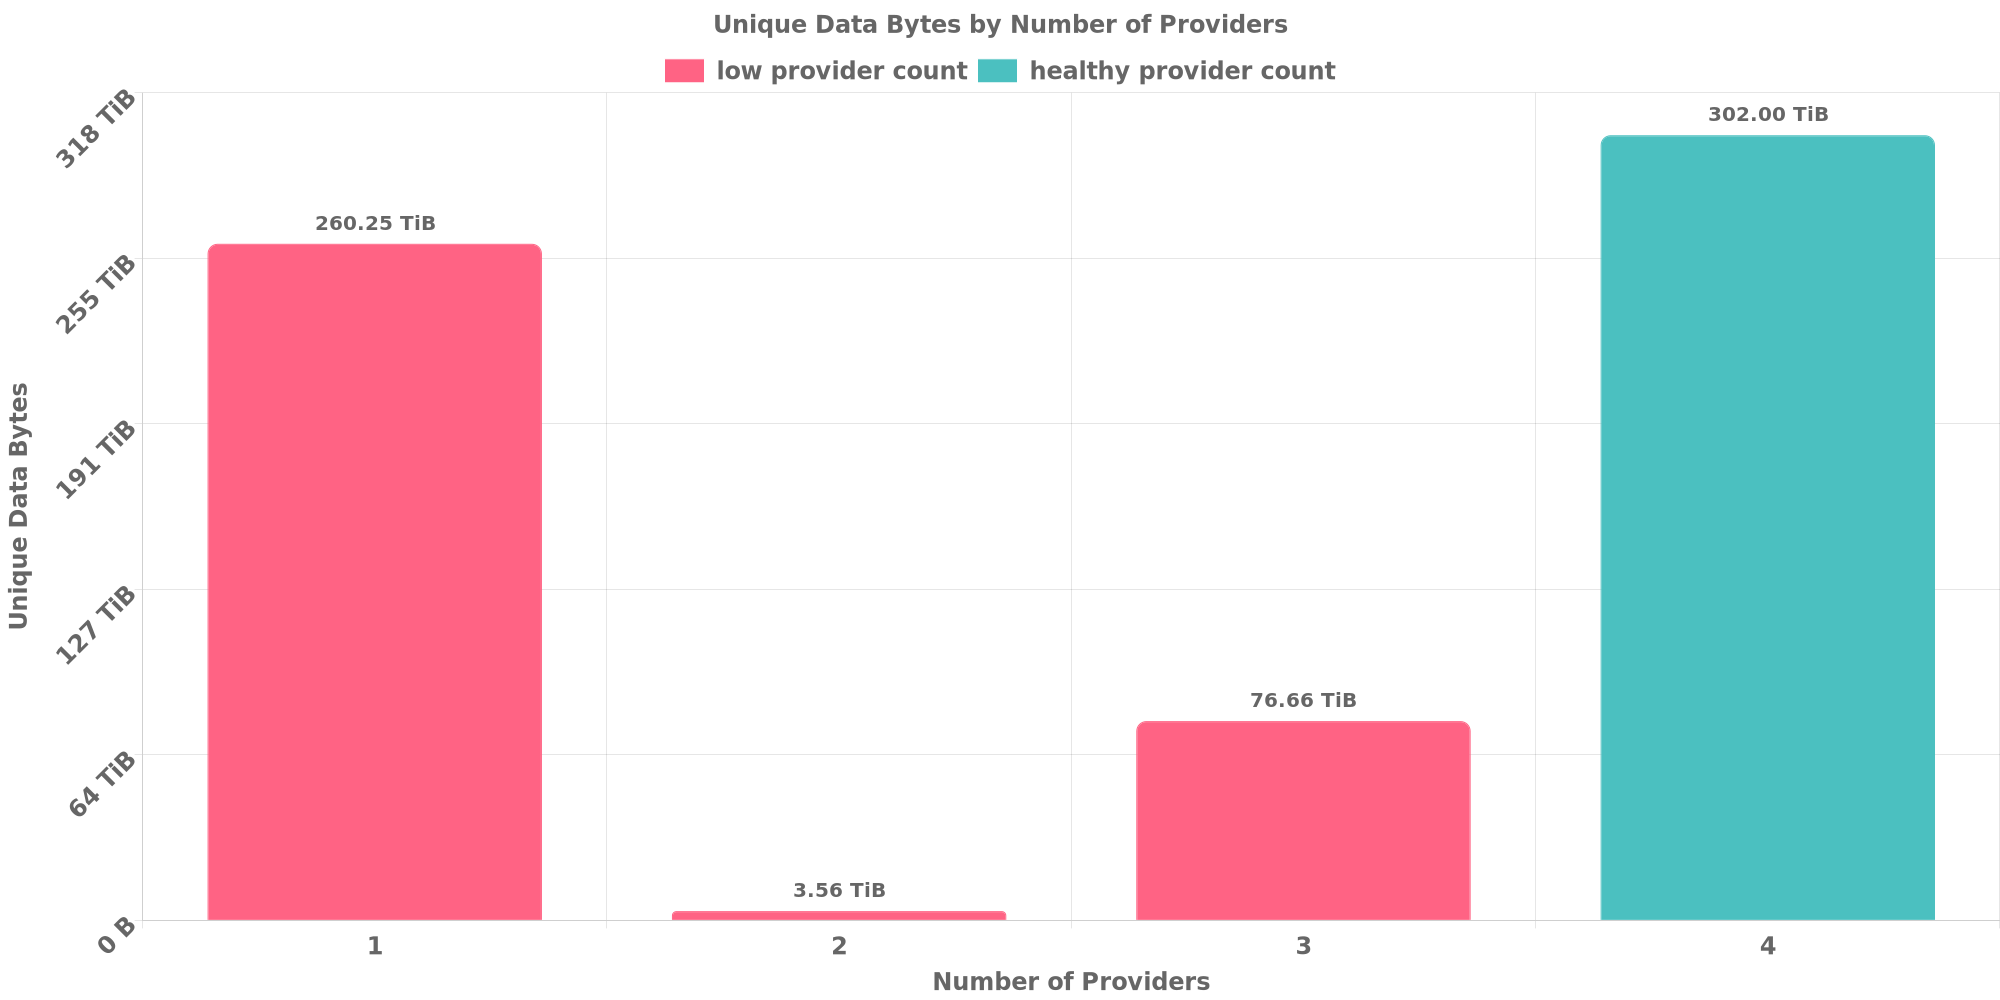 Unique Data Bytes by Number of Providers
low provider count healthy provider count
318 TiB
255 TiB
191 TiB
127 TiB
64 TiB
0 B
Unique Data Bytes
260.25 TiB
3.56 TiB
76.66 TiB
302.00 TiB
1 2 3 4
Number of Providers